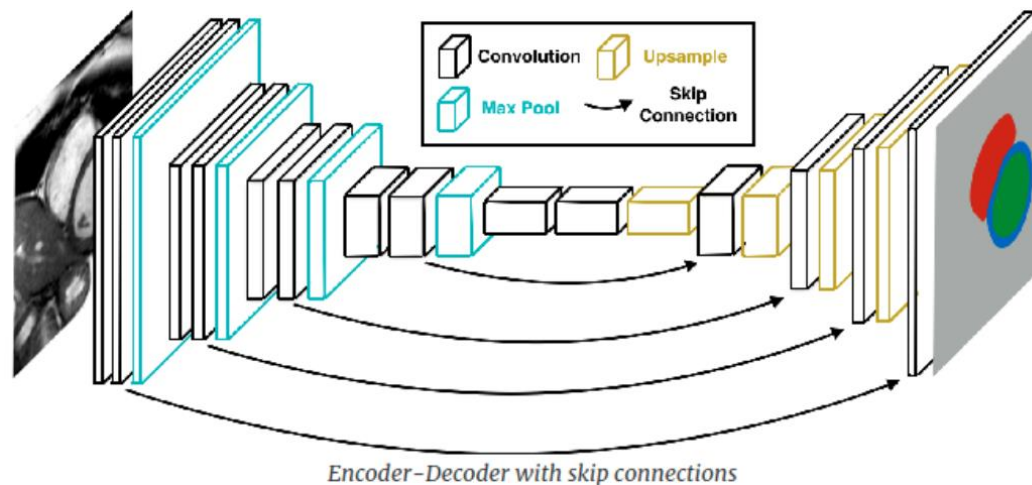 Convolution
Upsample
Max Pool
Skip
Connection
Encoder-Decoder with skip connections